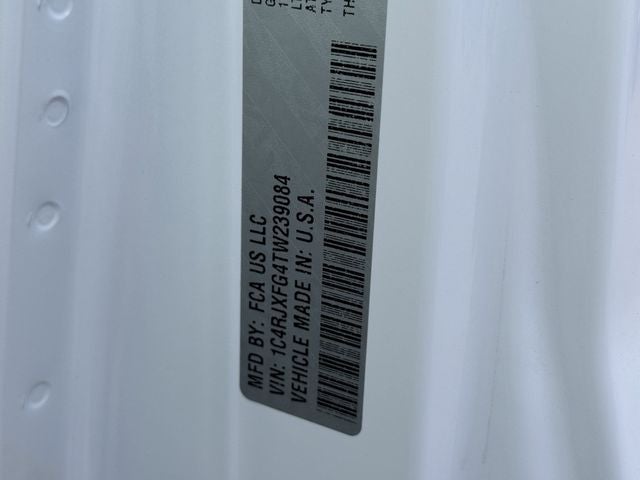 MFD BY: FCA US LLC
VIN: 1C4RJXFG4TW239084
VEHICLE MADE IN: U.S.A.